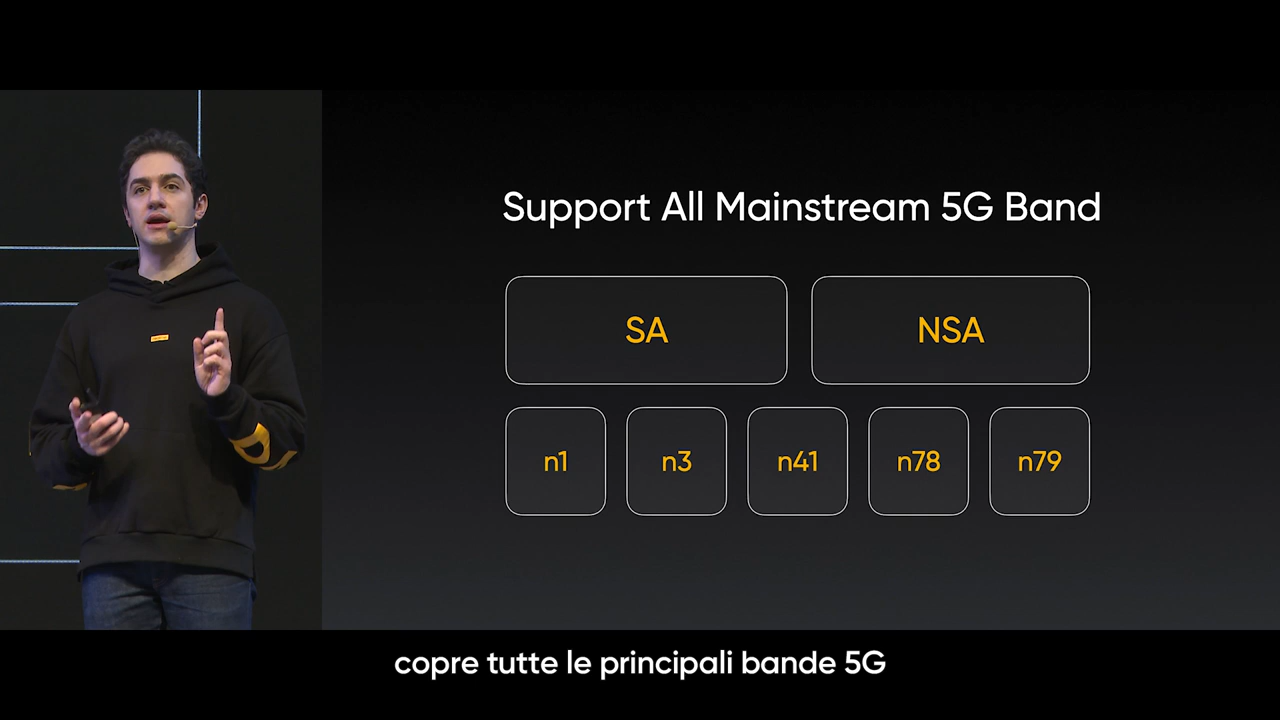 Support All Mainstream 5G Band
SA NSA
n1 n3 n41 n78 n79
copre tutte le principali bande 5G